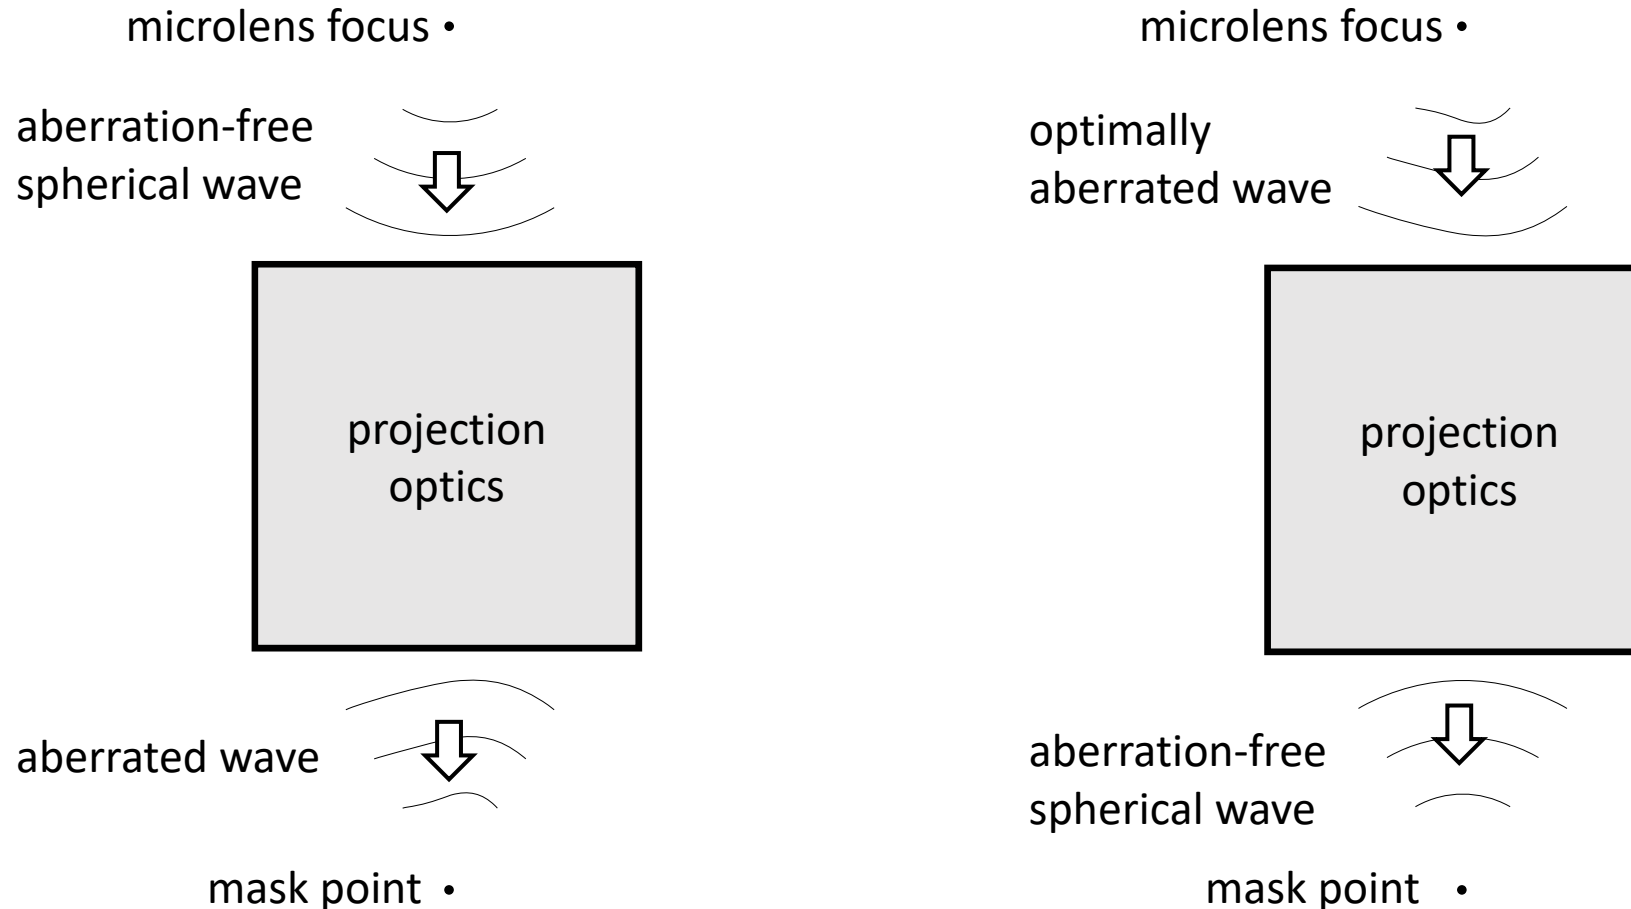 microlens focus
aberration-free
spherical wave
projection
optics
aberrated wave
mask point
microlens focus
optimally
aberrated wave
projection
optics
aberration-free
spherical wave
mask point